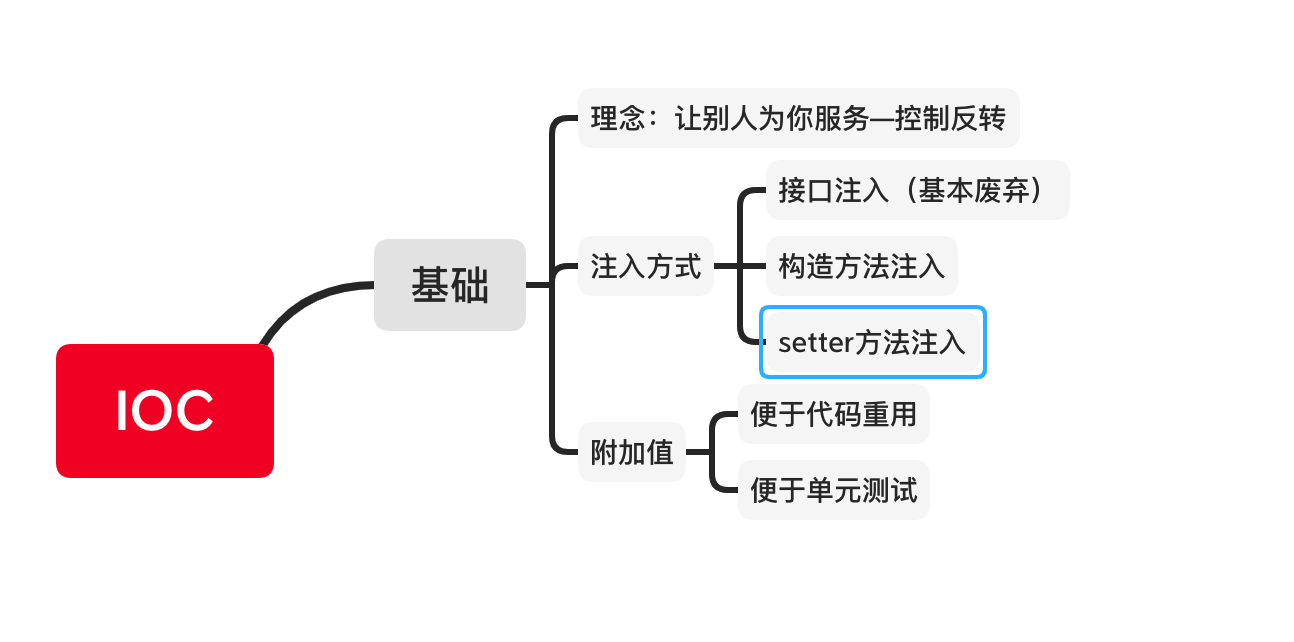 IOC
基础
理念：让别人为你服务—控制反转
注入方式
接口注入（基本废弃）
构造方法注入
setter方法注入
附加值
便于代码重用
便于单元测试